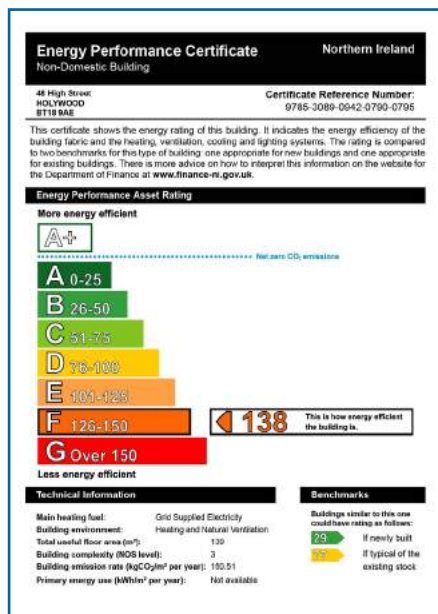 Energy Performance Certificate
Northern Ireland
Non-Domestic Building
48 High Street
HOLYWOOD
BT18 9AE
Certificate Reference Number:
9785-3089-0942-0790-0795
This certificate shows the energy rating of this building. It indicates the energy efficiency of the
building fabric and the heating, ventilation, cooling and lighting systems. The rating is compared
to two benchmarks for this type of building: one appropriate for new buildings and one appropriate
for existing buildings. There is more advice on how to interpret this information on the website for
the Department of Finance at www.finance-ni.gov.uk.
Energy Performance Asset Rating
More energy efficient
A+
Net zero CO₂ emissions
A 0-25
B 26-50
C 51-75
D 76-100
E 101-125
F 126-150
138
This is how energy efficient
the building is.
G Over 150
Less energy efficient
Technical Information
Main heating fuel: Grid Supplied Electricity
Building environment: Heating and Natural Ventilation
Total useful floor area (m²): 139
Building complexity (NOS level): 3
Building emission rate (kgCO₂/m² per year): 160.51
Primary energy use (kWh/m² per year): Not available
Benchmarks
Buildings similar to this one
could have rating as follows:
29 If newly built
If typical of the
existing stock